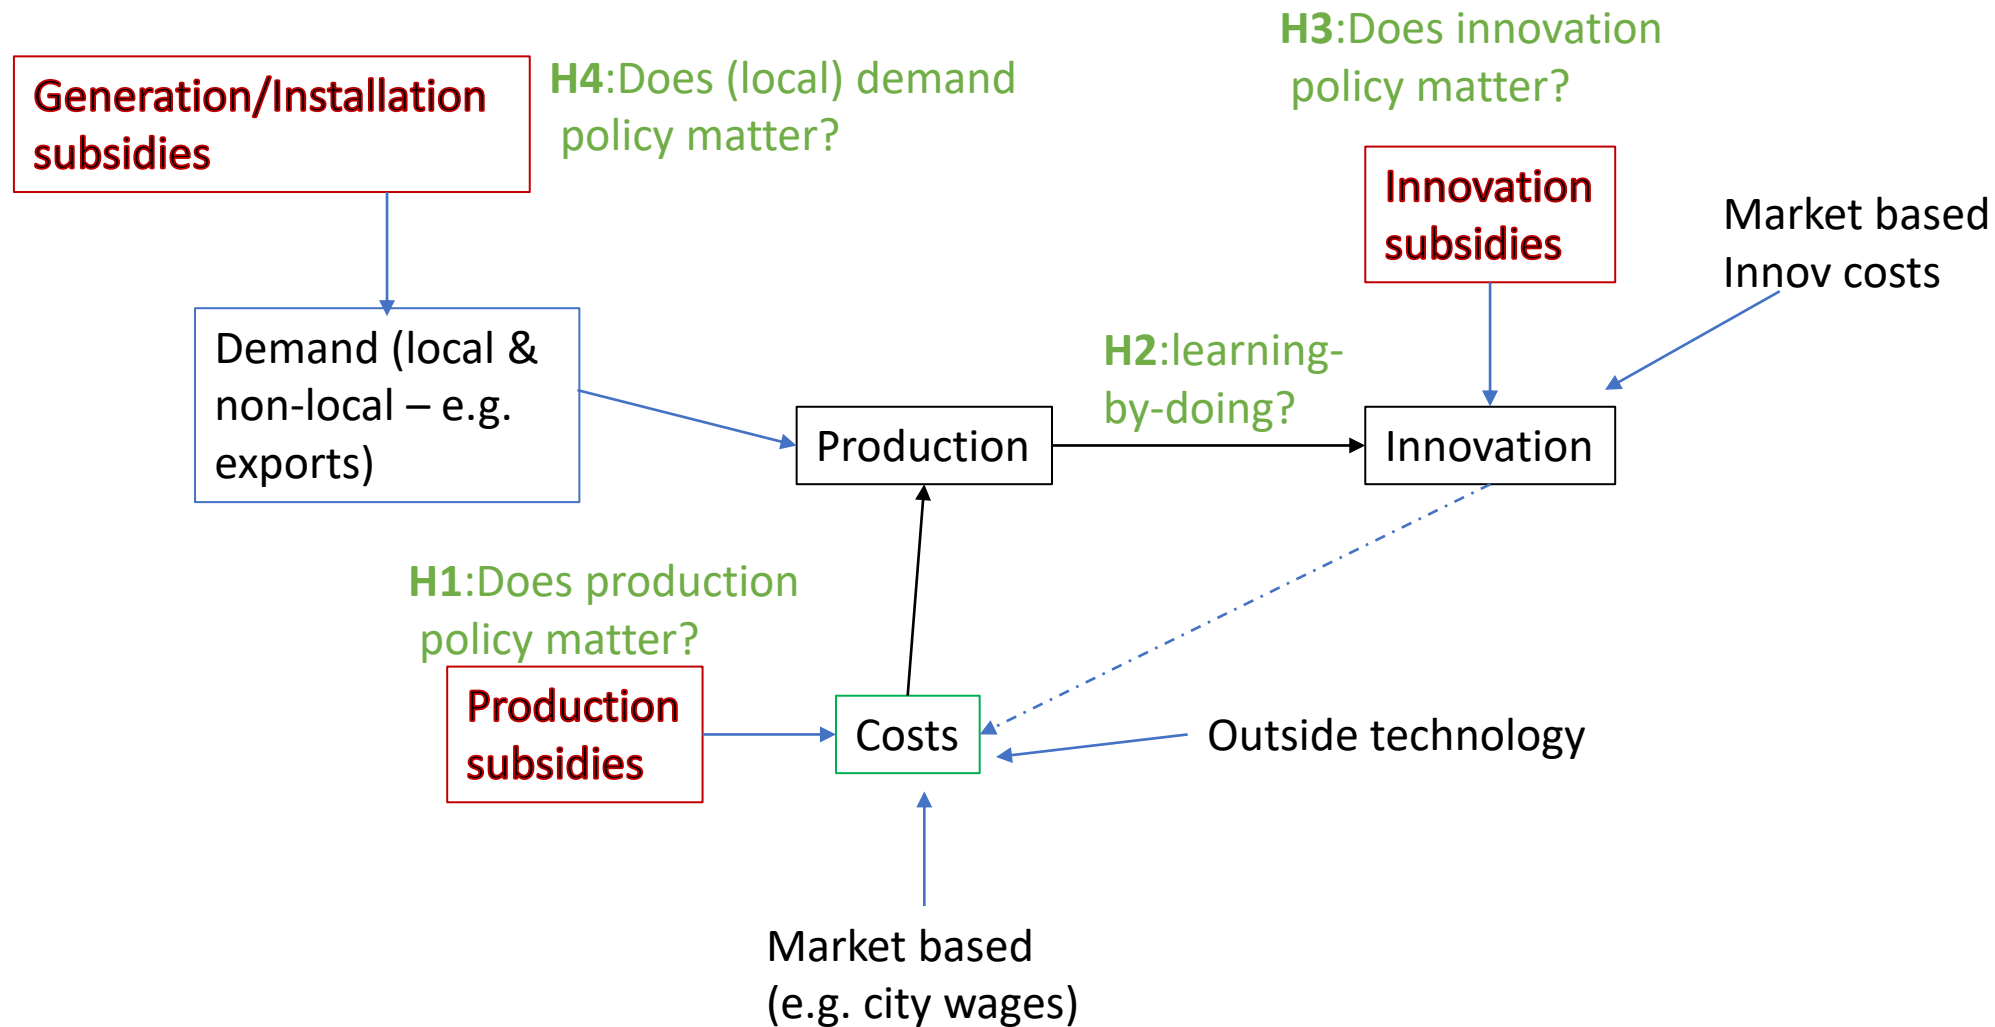 H3:Does innovation
policy matter?
Generation/Installation
subsidies
H4:Does (local) demand
policy matter?
Innovation
subsidies
Market based
Innov costs
Demand (local &
non-local – e.g.
exports)
H2:learning-
by-doing?
Production
Innovation
H1:Does production
policy matter?
Production
subsidies
Costs
Outside technology
Market based
(e.g. city wages)